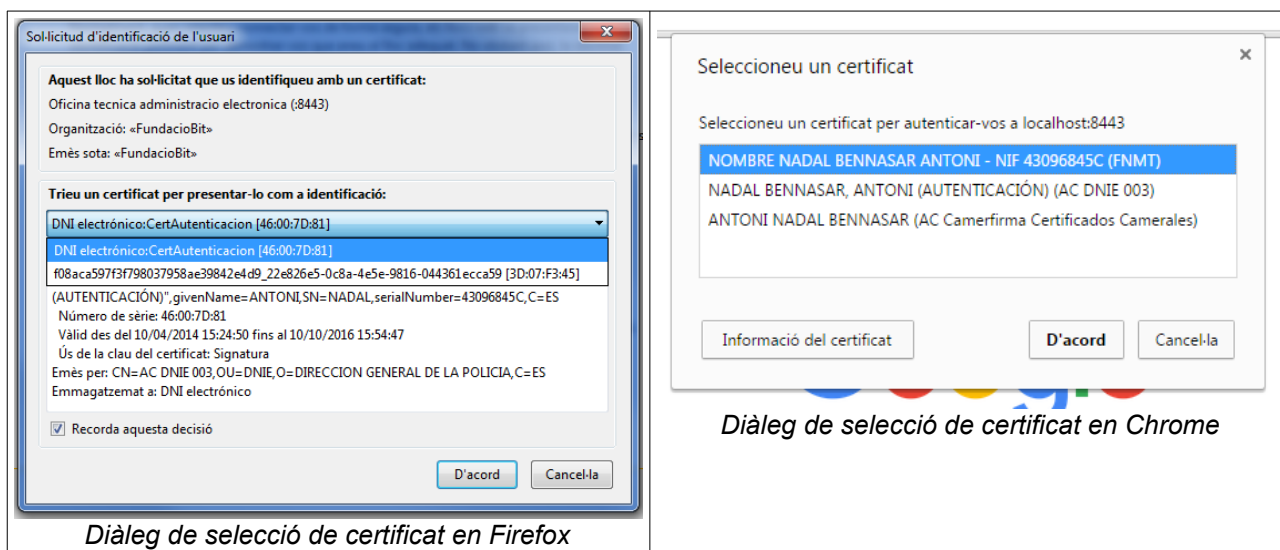 Sol·licitud d'identificació de l'usuari
Aquest lloc ha sol·licitat que us identifiqueu amb un certificat:
Oficina tecnica administracio electronica (:8443)
Organització: «FundacioBit»
Emès sota: «FundacioBit»
Trieu un certificat per presentar-lo com a identificació:
DNI electrónico:CertAutenticacion [46:00:7D:81]
DNI electrónico:CertAutenticacion [46:00:7D:81]
f08aca597f3f798037958ae39842e4d9_22e826e5-0c8a-4e5e-9816-044361ecca59 [3D:07:F3:45]
(AUTENTICACIÓN)",givenName=ANTONI,SN=NADAL,serialNumber=43096845C,C=ES
Número de sèrie: 46:00:7D:81
Vàlid des del 10/04/2014 15:24:50 fins al 10/10/2016 15:54:47
Ús de la clau del certificat: Signatura
Emès per: CN=AC DNIE 003,OU=DNIE,O=DIRECCION GENERAL DE LA POLICIA,C=ES
Emmagatzemat a: DNI electrónico
Recorda aquesta decisió
D'acord
Cancel·la
Diàleg de selecció de certificat en Firefox
Seleccioneu un certificat
Seleccioneu un certificat per autenticar-vos a localhost:8443
NOMBRE NADAL BENNASAR ANTONI - NIF 43096845C (FNMT)
NADAL BENNASAR, ANTONI (AUTENTICACIÓN) (AC DNIE 003)
ANTONI NADAL BENNASAR (AC Camerfirma Certificados Camerales)
Informació del certificat
D'acord
Cancel·la
Diàleg de selecció de certificat en Chrome